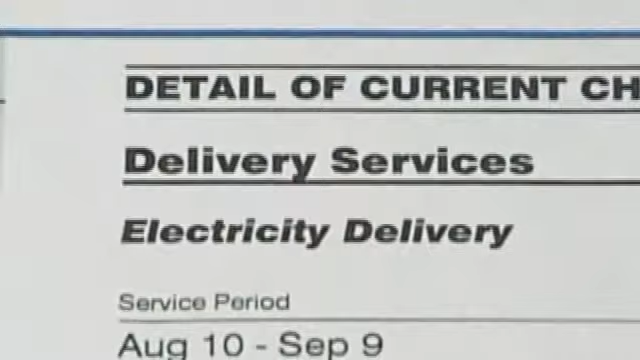 DETAIL OF CURRENT CH
Delivery Services
Electricity Delivery
Service Period
Aug 10 - Sep 9